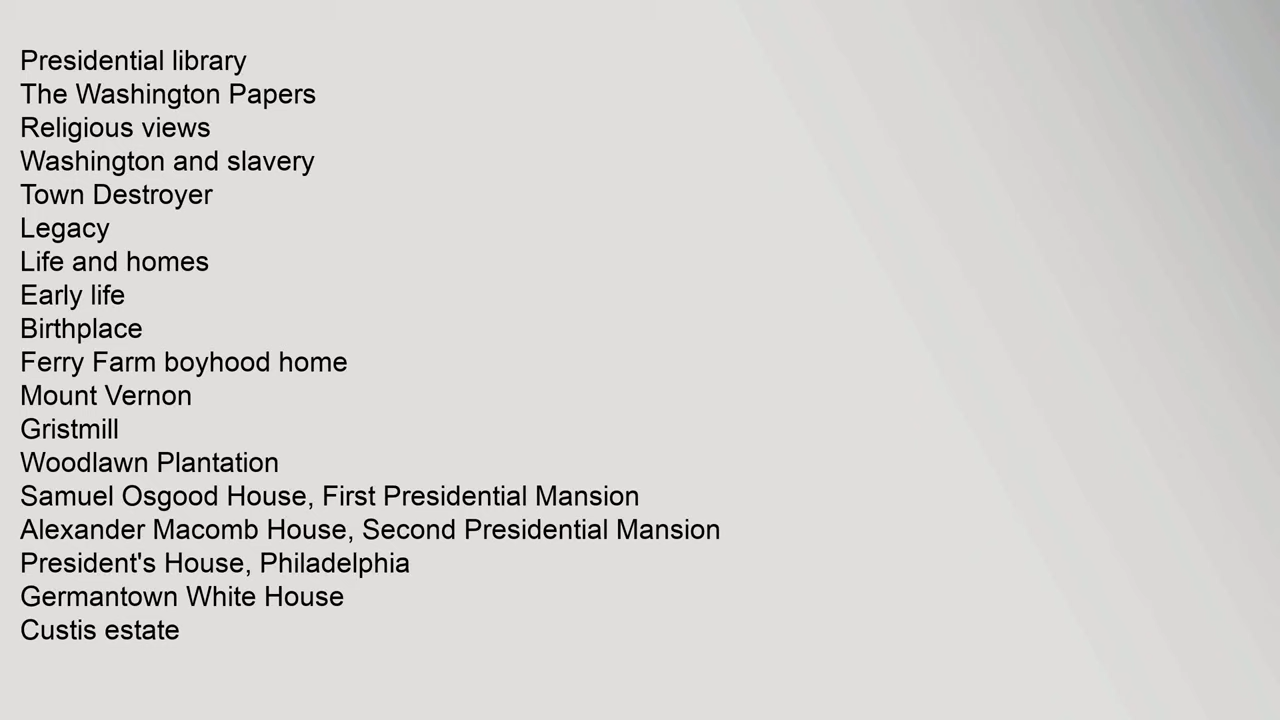 Presidential library
The Washington Papers
Religious views
Washington and slavery
Town Destroyer
Legacy
Life and homes
Early life
Birthplace
Ferry Farm boyhood home
Mount Vernon
Gristmill
Woodlawn Plantation
Samuel Osgood House, First Presidential Mansion
Alexander Macomb House, Second Presidential Mansion
President's House, Philadelphia
Germantown White House
Custis estate